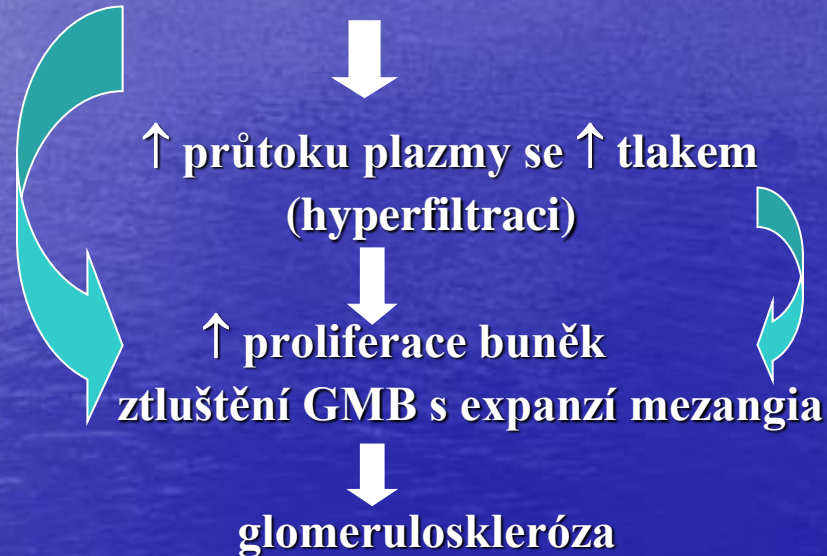 ↑ průtoku plazmy se ↑ tlakem
(hyperfiltraci)
↑ proliferace buněk
ztluštění GMB s expanzí mezangia
glomeruloskleróza